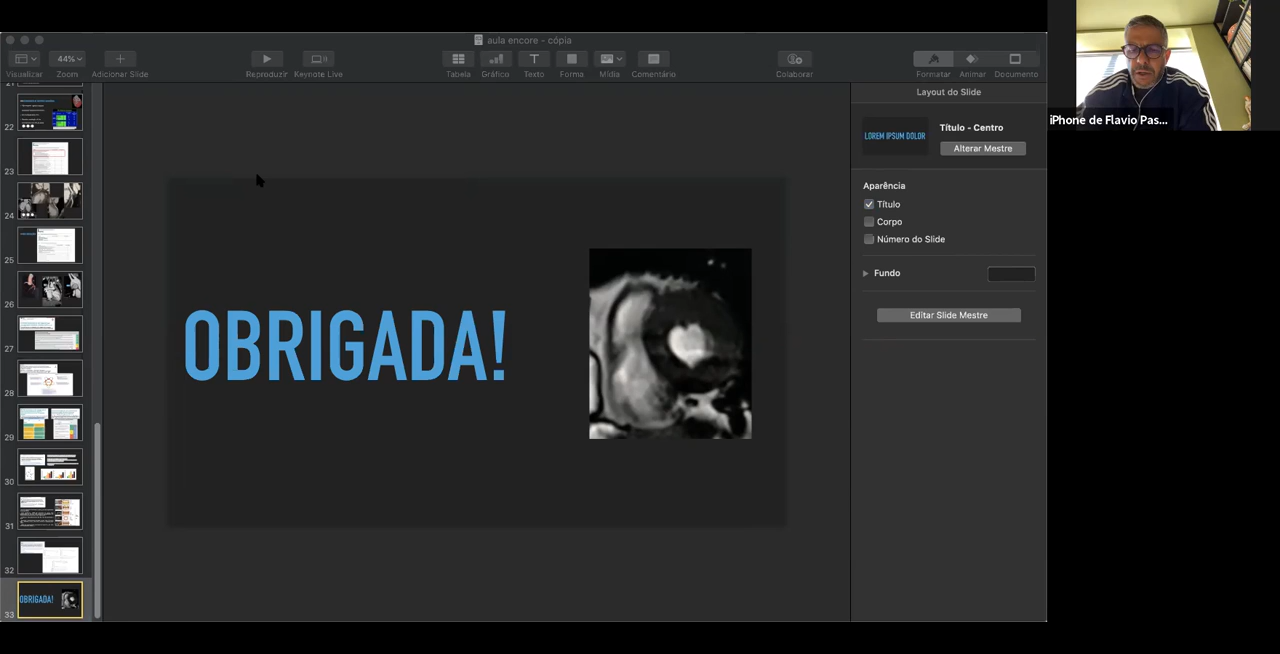 aula encore - cópia
44%
Visualizar
Zoom
Adicionar Slide
Reproduzir
Keynote Live
Tabela
Gráfico
Texto
Forma
Mídia
Comentário
Colaborar
Formatar
Animar
Documento
22
23
24
25
26
27
28
29
30
31
32
OBRIGADA!
33
OBRIGADA!
Layout do Slide
LOREM IPSUM DOLOR
Título - Centro
Alterar Mestre
Aparência
Título
Corpo
Número do Slide
Fundo
Editar Slide Mestre
iPhone de Flavio Pas...